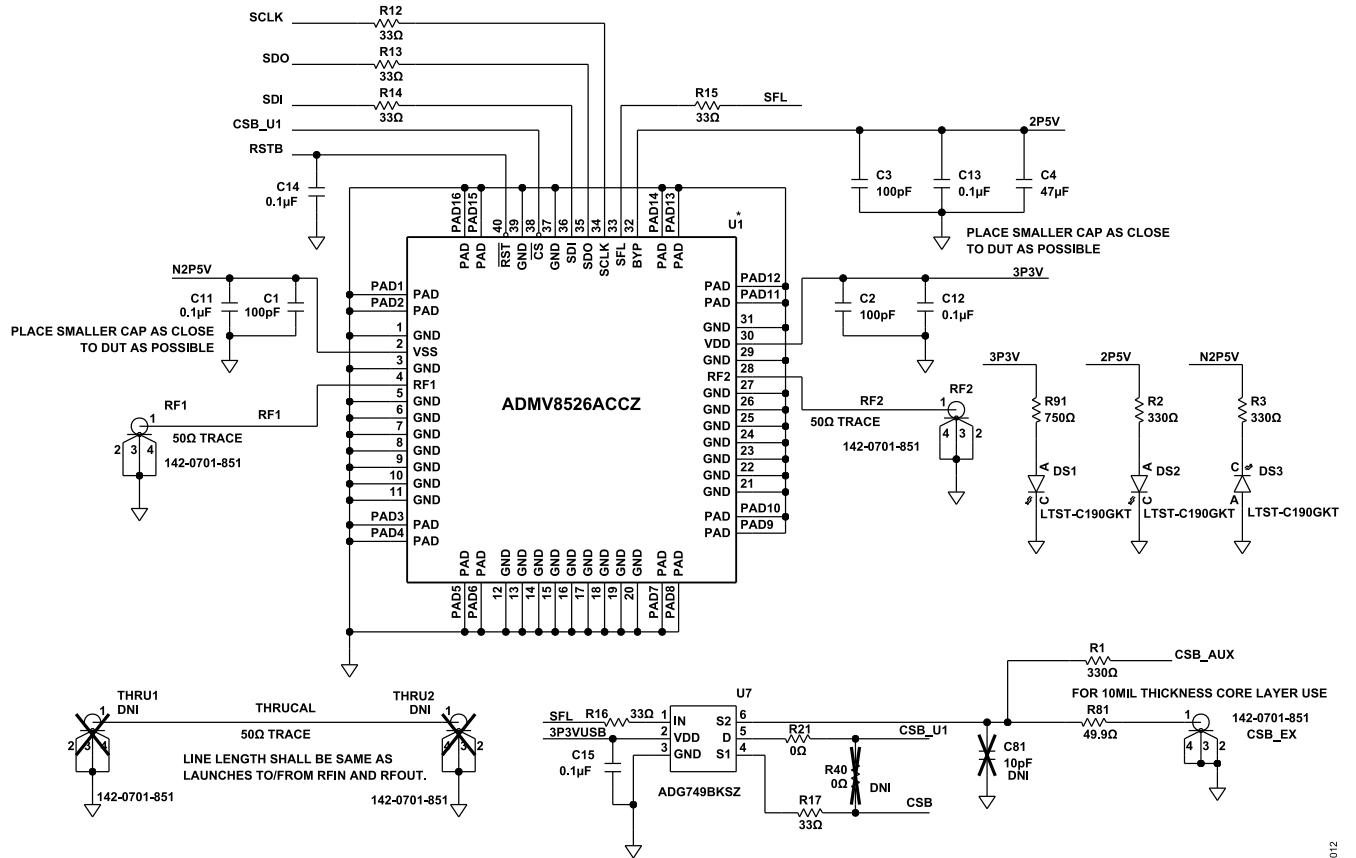 SCLK
R12
33Ω
SDO
R13
33Ω
SDI
R14
33Ω
R15
33Ω
SFL
CSB_U1
RSTB
2P5V
C14
0.1µF
C3
100pF
C13
0.1µF
C4
47µF
PLACE SMALLER CAP AS CLOSE
TO DUT AS POSSIBLE
PAD16
PAD15
40
39
38
37
36
35
34
33
32
PAD14
PAD13
*
U1
PAD
PAD
RST
GND
CS
GND
SDI
SDO
SCLK
SFL
BYP
PAD
PAD
N2P5V
C11
0.1µF
C1
100pF
PLACE SMALLER CAP AS CLOSE
TO DUT AS POSSIBLE
3P3V
C2
100pF
C12
0.1µF
PAD1 PAD
PAD2 PAD
1 GND
2 VSS
3 GND
4 RF1
5 GND
6 GND
7 GND
8 GND
9 GND
10 GND
11 GND
PAD3 PAD
PAD4 PAD
ADMV8526ACCZ
PAD PAD12
PAD PAD11
GND 31
VDD 30
GND 29
RF2 28
GND 27
GND 26
GND 25
GND 24
GND 23
GND 22
GND 21
PAD PAD10
PAD PAD9
RF1
1
RF1
50Ω TRACE
2 3 4
142-0701-851
RF2
50Ω TRACE
RF2
1
4 3 2
142-0701-851
3P3V
R91
750Ω
A
DS1
C
LTST-C190GKT
2P5V
R2
330Ω
A
DS2
C
LTST-C190GKT
N2P5V
R3
330Ω
C
DS3
A
LTST-C190GKT
PAD
PAD
GND
GND
GND
GND
GND
GND
GND
GND
GND
PAD
PAD
PAD5
PAD6
12
13
14
15
16
17
18
19
20
PAD7
PAD8
THRU1
DNI
1
2 3 4
142-0701-851
THRUCAL
50Ω TRACE
LINE LENGTH SHALL BE SAME AS
LAUNCHES TO/FROM RFIN AND RFOUT.
THRU2
DNI
1
4 3 2
142-0701-851
U7
SFL
R16
33Ω
1 IN
3P3VUSB
2 VDD
3 GND
C15
0.1µF
S2 6
D 5
S1 4
ADG749BKSZ
R21
0Ω
CSB_U1
R40
0Ω
DNI
R17
33Ω
CSB
R1
330Ω
CSB_AUX
FOR 10MIL THICKNESS CORE LAYER USE
R81
49.9Ω
C81
10pF
DNI
1
4 3 2
142-0701-851
CSB_EX
012